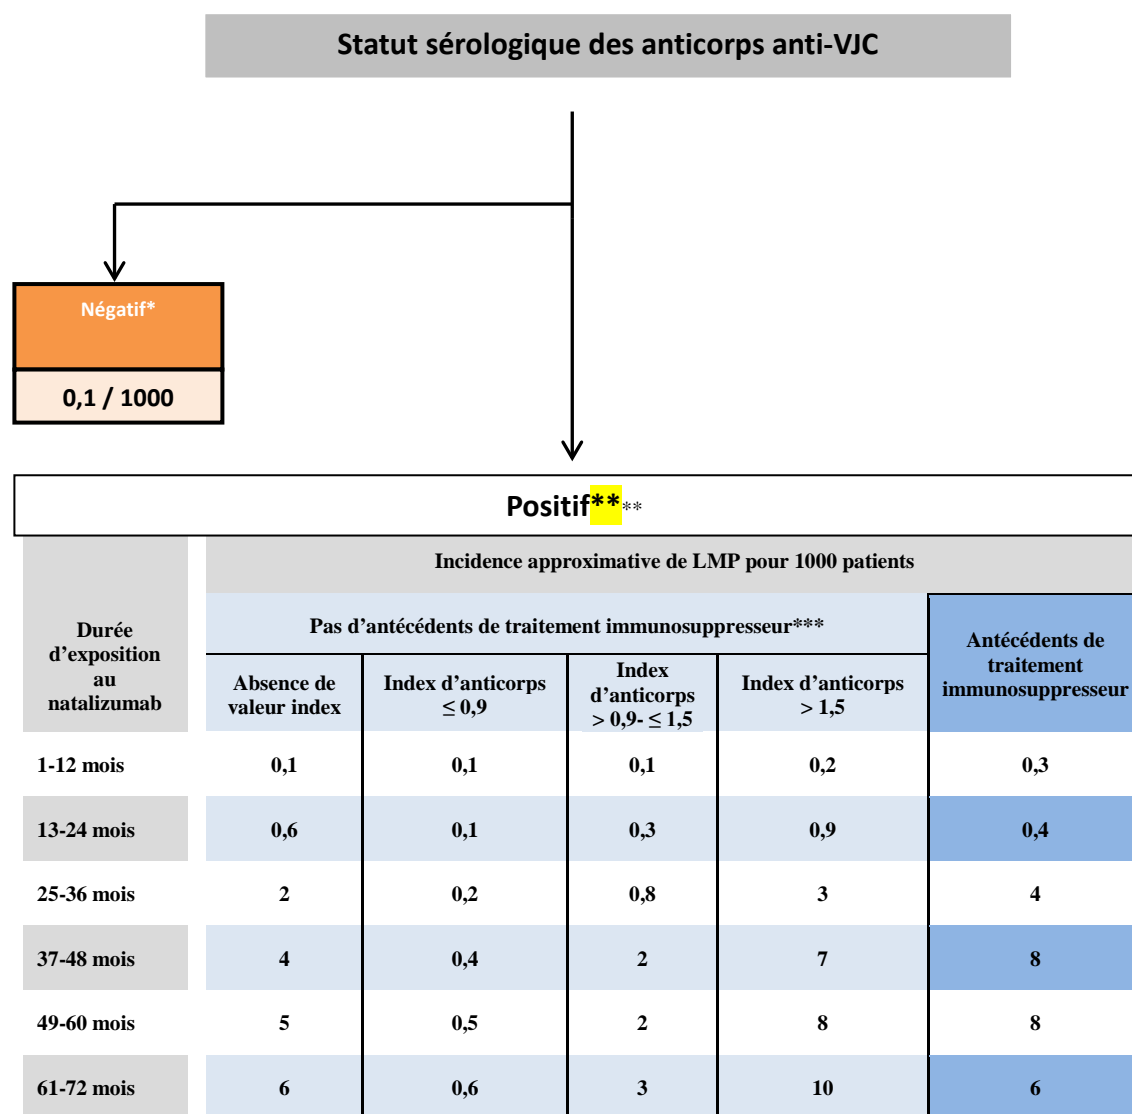 Statut sérologique des anticorps anti-VJC
Négatif*
0,1 / 1000
Positif****
Incidence approximative de LMP pour 1000 patients
Durée
d’exposition
au
natalizumab
Pas d’antécédents de traitement immunosuppresseur***
Antécédents de
traitement
immunosuppresseur
Absence de
valeur index
Index d’anticorps
≤ 0,9
Index
d’anticorps
> 0,9- ≤ 1,5
Index d’anticorps
> 1,5
1-12 mois 0,1 0,1 0,1 0,2 0,3
13-24 mois 0,6 0,1 0,3 0,9 0,4
25-36 mois 2 0,2 0,8 3 4
37-48 mois 4 0,4 2 7 8
49-60 mois 5 0,5 2 8 8
61-72 mois 6 0,6 3 10 6